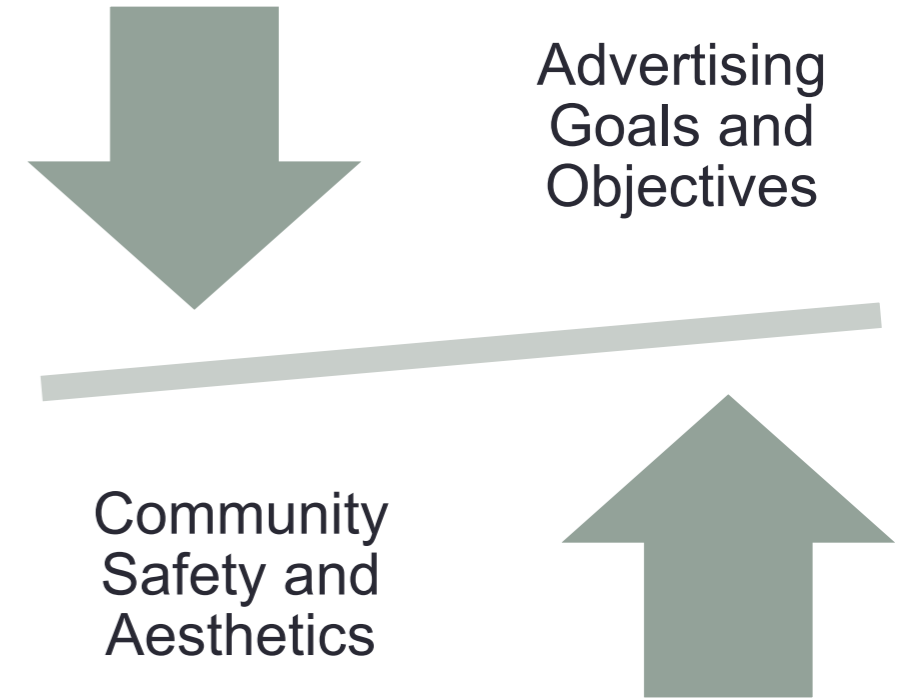 Advertising
Goals and
Objectives
Community
Safety and
Aesthetics